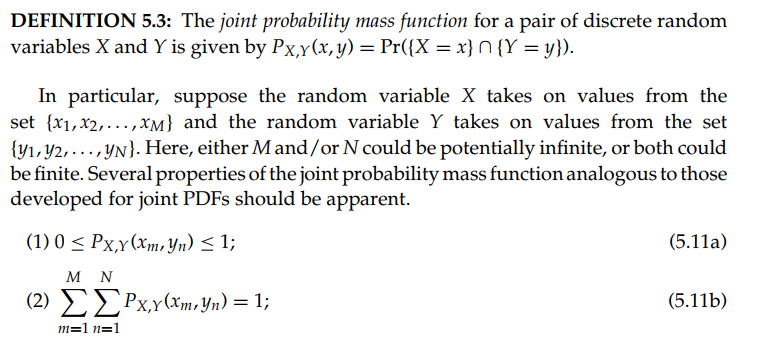 DEFINITION 5.3: The joint probability mass function for a pair of discrete random
variables X and Y is given by P_{X,Y}(x, y) = Pr({X = x} ∩ {Y = y}).
In particular, suppose the random variable X takes on values from the
set {x₁, x₂, . . . , x_M} and the random variable Y takes on values from the set
{y₁, y₂, . . . , y_N}. Here, either M and/or N could be potentially infinite, or both could
be finite. Several properties of the joint probability mass function analogous to those
developed for joint PDFs should be apparent.
(1) 0 ≤ P_{X,Y}(x_m, y_n) ≤ 1; (5.11a)
(2) ∑_{m=1}^{M} ∑_{n=1}^{N} P_{X,Y}(x_m, y_n) = 1; (5.11b)